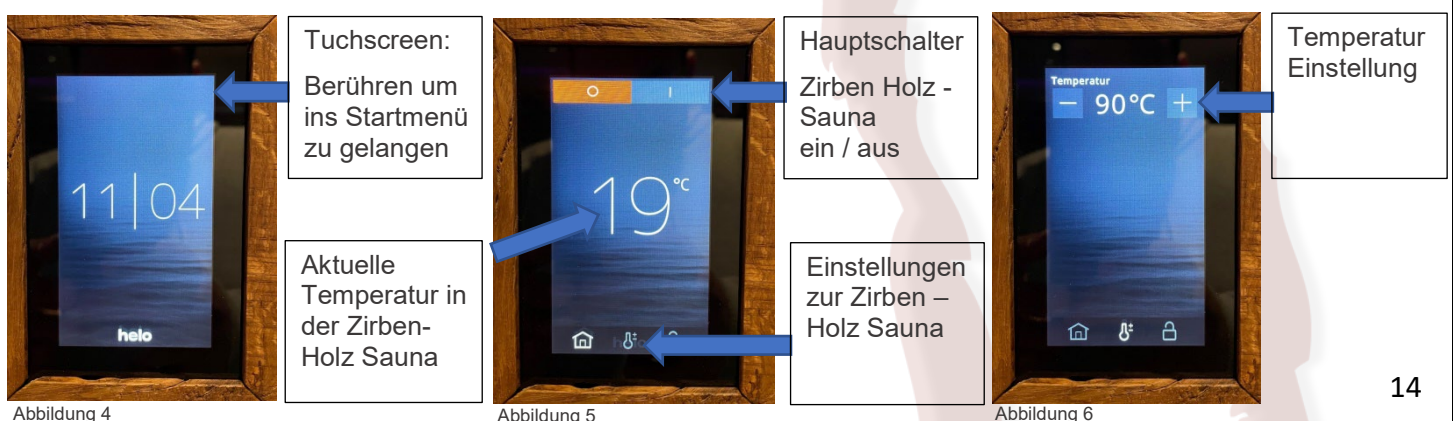 11|04
helo
Abbildung 4
Tuchscreen:
Berühren um
ins Startmenü
zu gelangen
Aktuelle
Temperatur in
der Zirben-
Holz Sauna
O I
19 °C
Abbildung 5
Hauptschalter
Zirben Holz -
Sauna
ein / aus
Einstellungen
zur Zirben –
Holz Sauna
Temperatur
− 90°C +
Abbildung 6
Temperatur
Einstellung
14